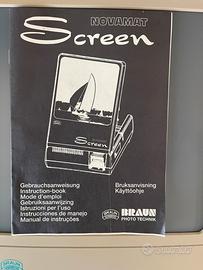 NOVAMAT
Screen
Screen
Gebrauchsanweisung
Instruction-book
Mode d'emploi
Gebruiksaanwijzing
Istruzioni per l'uso
Instrucciones de manejo
Manual de instruções
Bruksanvisning
Käyttöohje
BRAUN
PHOTO TECHNIK